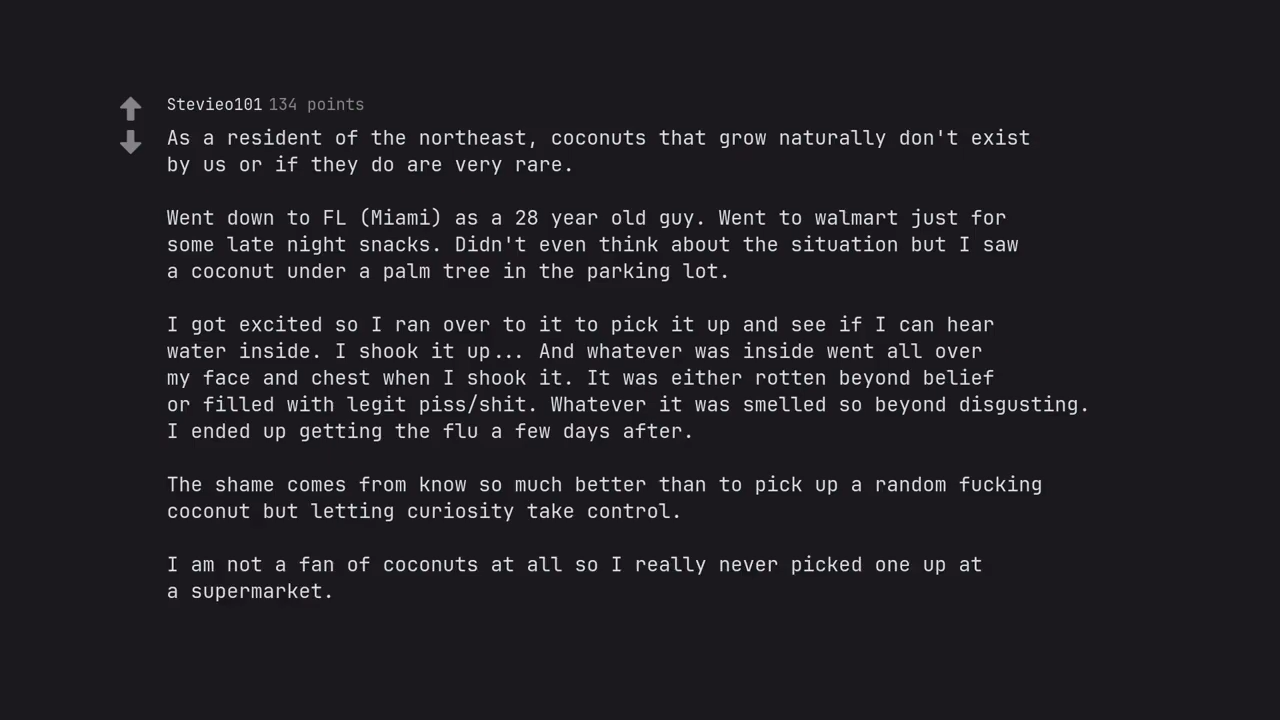 Stevieo101 134 points
As a resident of the northeast, coconuts that grow naturally don't exist
by us or if they do are very rare.
Went down to FL (Miami) as a 28 year old guy. Went to walmart just for
some late night snacks. Didn't even think about the situation but I saw
a coconut under a palm tree in the parking lot.
I got excited so I ran over to it to pick it up and see if I can hear
water inside. I shook it up... And whatever was inside went all over
my face and chest when I shook it. It was either rotten beyond belief
or filled with legit piss/shit. Whatever it was smelled so beyond disgusting.
I ended up getting the flu a few days after.
The shame comes from know so much better than to pick up a random fucking
coconut but letting curiosity take control.
I am not a fan of coconuts at all so I really never picked one up at
a supermarket.